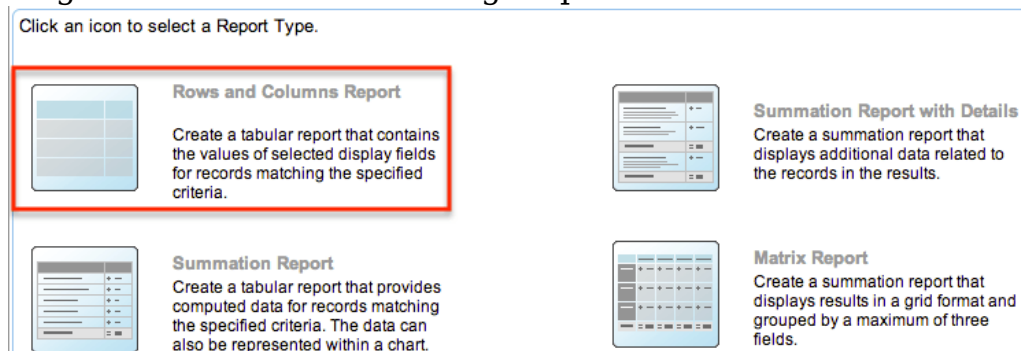 Click an icon to select a Report Type.
Rows and Columns Report
Create a tabular report that contains
the values of selected display fields
for records matching the specified
criteria.
Summation Report with Details
Create a summation report that
displays additional data related to
the records in the results.
Summation Report
Create a tabular report that provides
computed data for records matching
the specified criteria. The data can
also be represented within a chart.
Matrix Report
Create a summation report that
displays results in a grid format and
grouped by a maximum of three
fields.